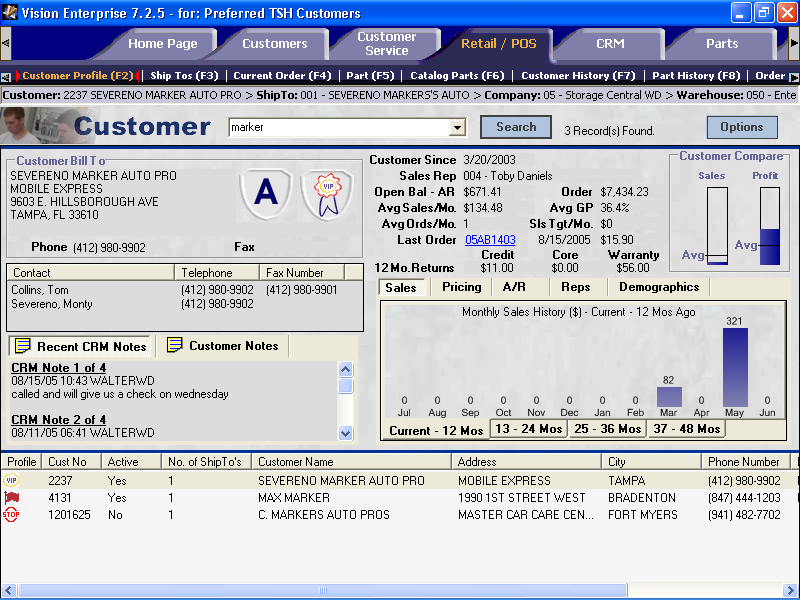 Vision Enterprise 7.2.5 - for: Preferred TSH Customers
Home Page
Customers
Customer Service
Retail / POS
CRM
Parts
Customer Profile (F2) | Ship Tos (F3) | Current Order (F4) | Part (F5) | Catalog Parts (F6) | Customer History (F7) | Part History (F8) | Order
Customer: 2237 SEVERENO MARKER AUTO PRO > ShipTo: 001 - SEVERENO MARKERS'S AUTO > Company: 05 - Storage Central WD > Warehouse: 050 - Ente
Customer
marker
Search
3 Record(s) Found.
Options
Customer Bill To
SEVERENO MARKER AUTO PRO
MOBILE EXPRESS
9603 E. HILLSBOROUGH AVE
TAMPA, FL 33610
A
VIP
Phone (412) 980-9902
Fax
Customer Since 3/20/2003
Sales Rep 004 - Toby Daniels
Open Bal - AR $671.41 Order $7,434.23
Avg Sales/Mo. $134.48 Avg GP 36.4%
Avg Ords/Mo. 1 Sls Tgt/Mo. $0
Last Order 05AB1403 8/15/2005 $15.90
Credit Core Warranty
12 Mo.Returns $11.00 $0.00 $56.00
Customer Compare
Sales Profit
Avg
Avg
Contact Telephone Fax Number
Collins, Tom (412) 980-9902 (412) 980-9901
Severeno, Monty (412) 980-9902
Recent CRM Notes
Customer Notes
CRM Note 1 of 4
08/15/05 10:43 WALTERWD
called and will give us a check on wednesday
CRM Note 2 of 4
08/11/05 06:41 WALTERWD
Sales Pricing A/R Reps Demographics
Monthly Sales History ($) - Current - 12 Mos Ago
0 0 0 0 0 0 0 0 82 0 321 0
Jul Aug Sep Oct Nov Dec Jan Feb Mar Apr May Jun
Current - 12 Mos 13 - 24 Mos 25 - 36 Mos 37 - 48 Mos
Profile Cust No Active No. of ShipTo's Customer Name Address City Phone Number
VIP 2237 Yes 1 SEVERENO MARKER AUTO PRO MOBILE EXPRESS TAMPA (412) 980-9902
4131 Yes 1 MAX MARKER 1990 1ST STREET WEST BRADENTON (847) 444-1203
STOP 1201625 No 1 C. MARKERS AUTO PROS MASTER CAR CARE CEN... FORT MYERS (941) 482-7702